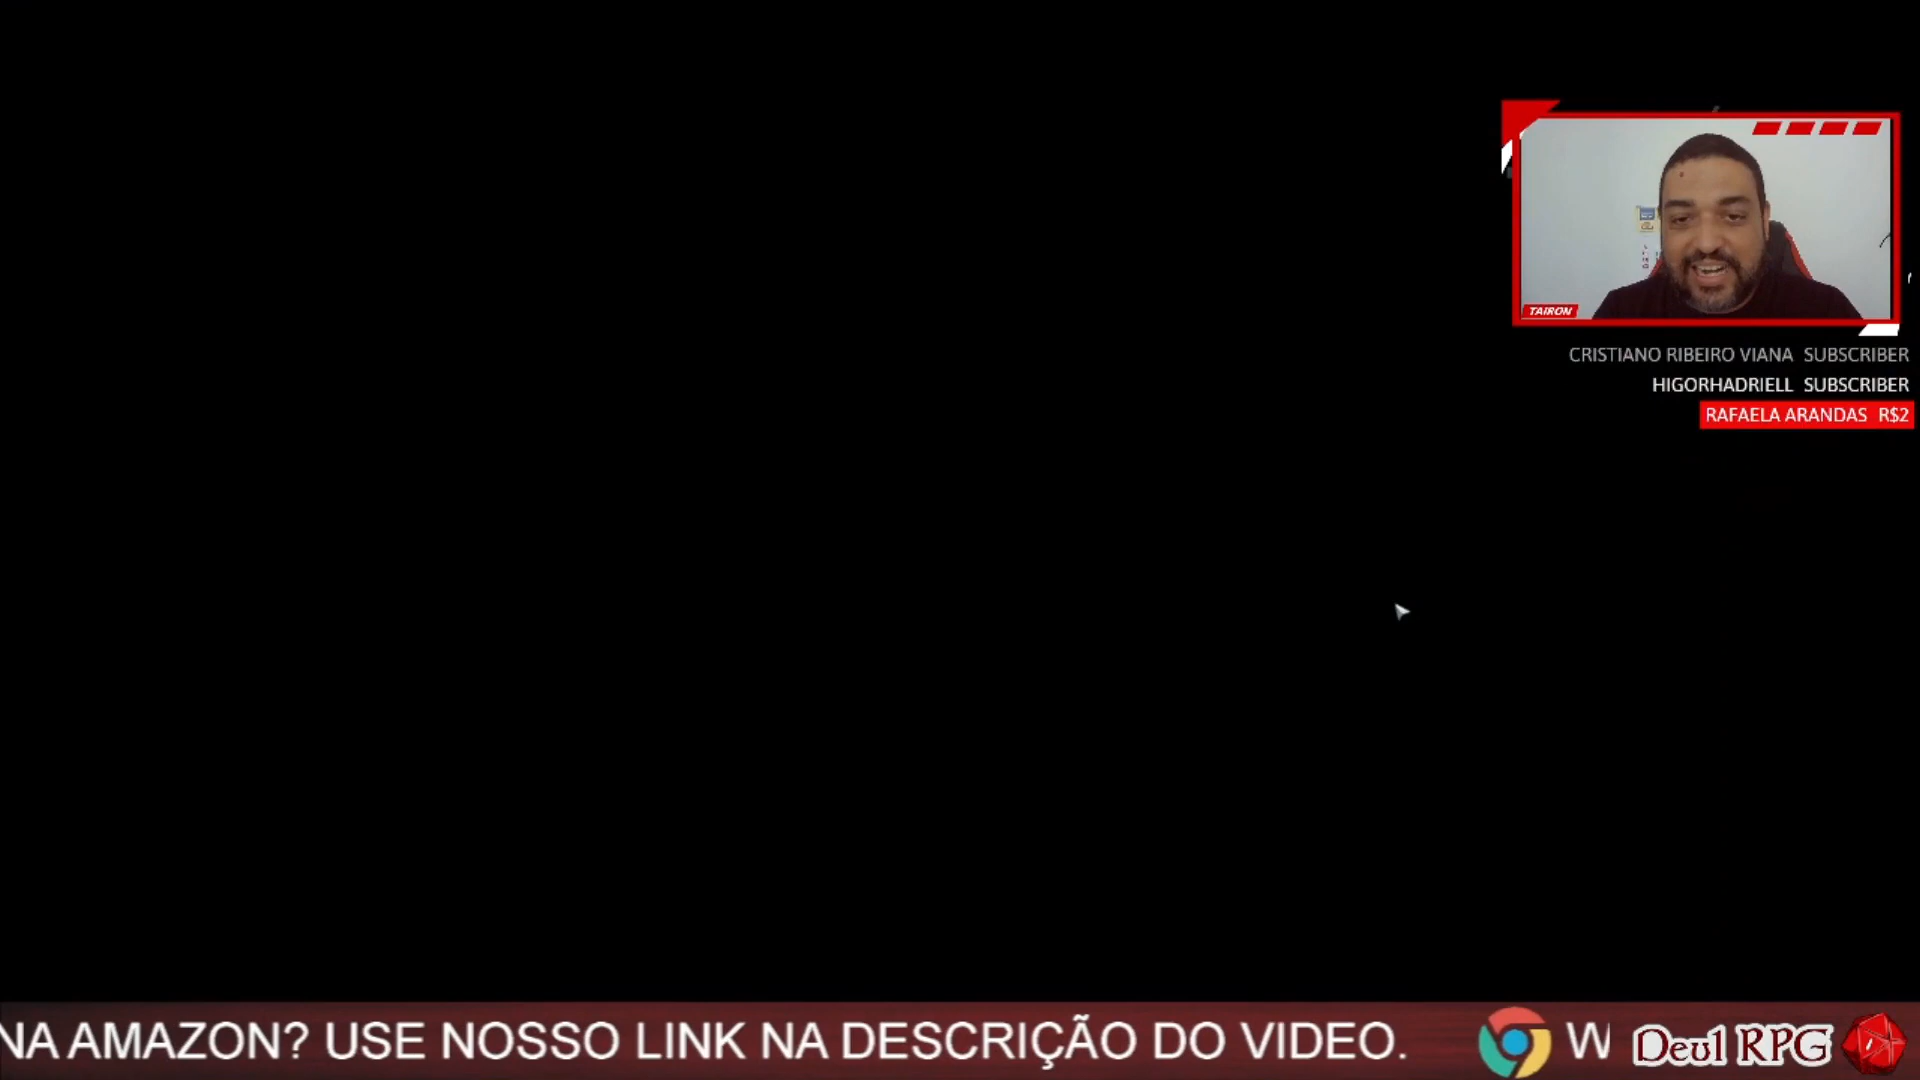 TAIRON
CRISTIANO RIBEIRO VIANA SUBSCRIBER
HIGORHADRIELL SUBSCRIBER
RAFAELA ARANDAS R$2
NA AMAZON? USE NOSSO LINK NA DESCRIÇÃO DO VIDEO. W
Deu1 RPG